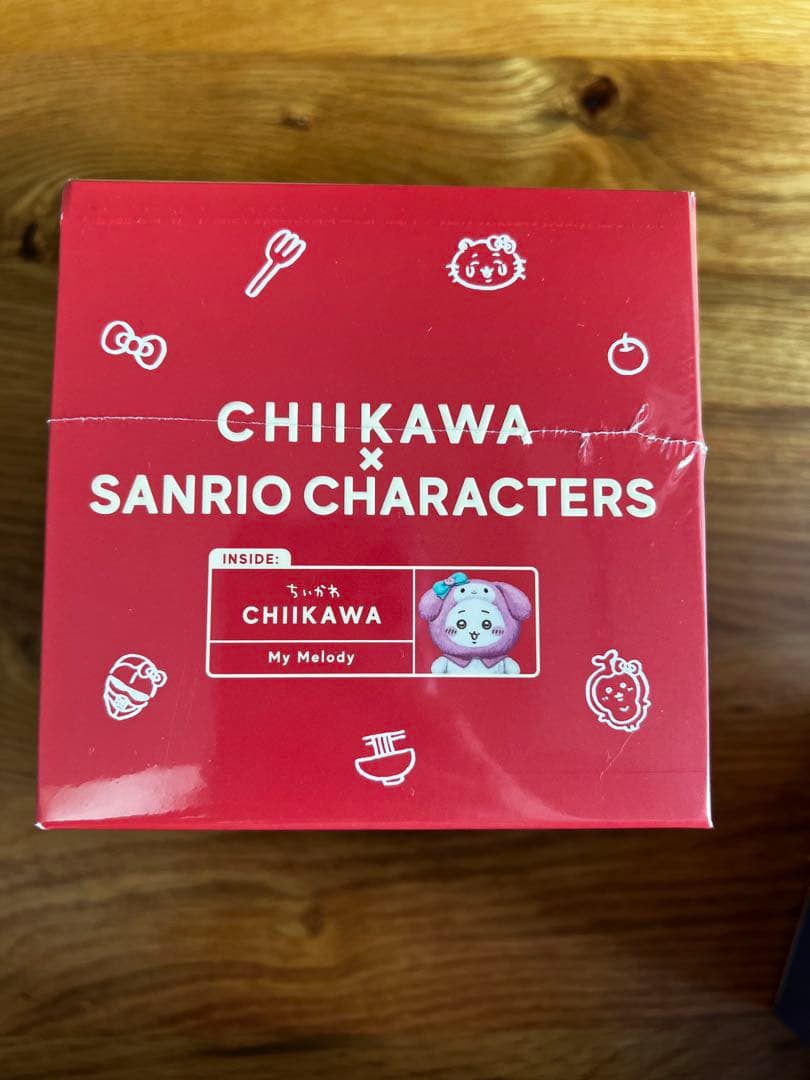 CHIIKAWA
×
SANRIO CHARACTERS
INSIDE:
ちいかわ
CHIIKAWA
My Melody